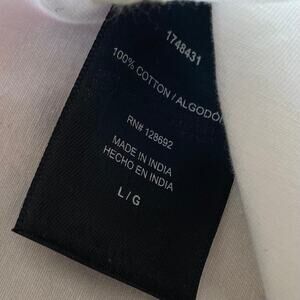 1748431
100% COTTON / ALGODÓN
RN# 128692
MADE IN INDIA
HECHO EN INDIA
L / G